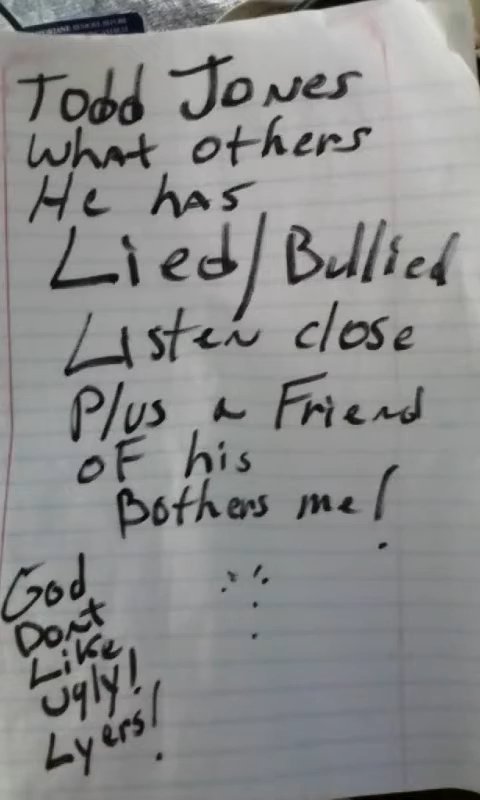 Todd Jones
What others
He has
Lied/Bullied
Listen close
Plus a Friend
of his
Bothers me!
God
Dont
Like
Ugly!
Lyers!